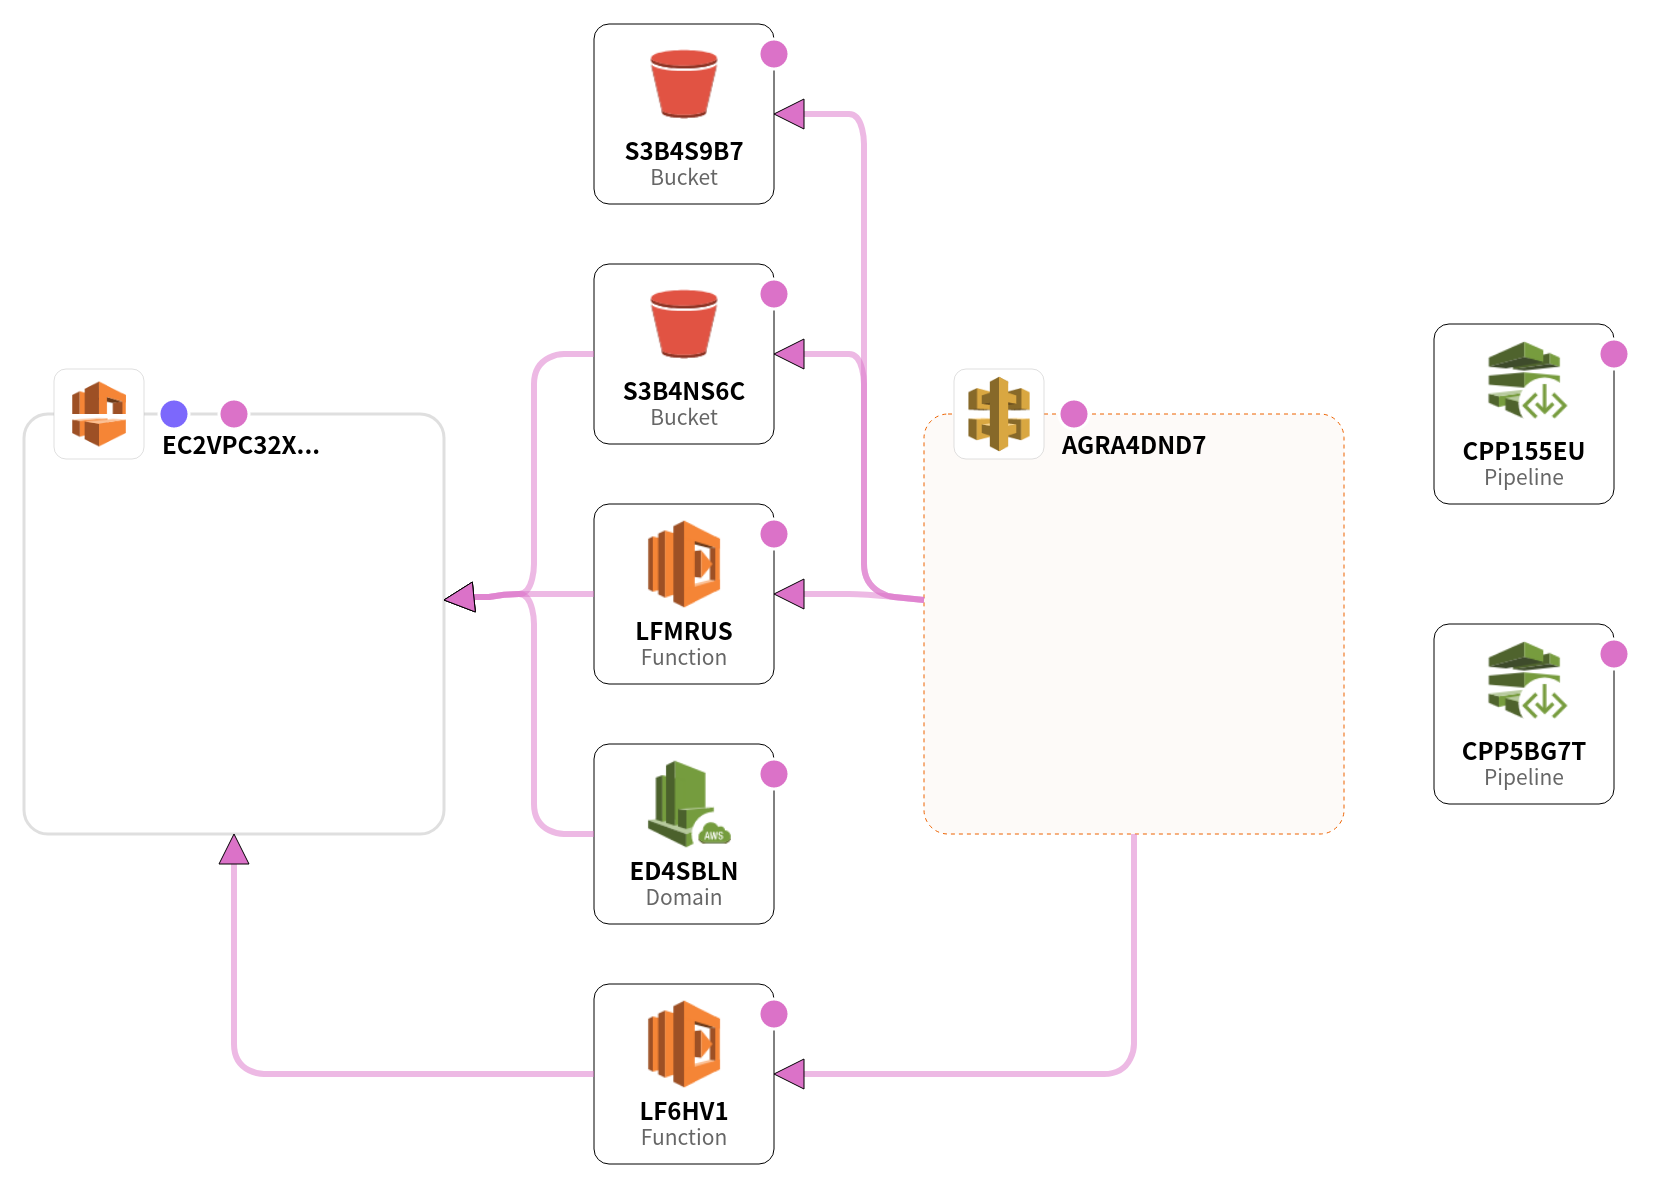 S3B4S9B7
Bucket
S3B4NS6C
Bucket
EC2VPC32X...
AGRA4DND7
CPP155EU
Pipeline
LFMRUS
Function
CPP5BG7T
Pipeline
AWS
ED4SBLN
Domain
LF6HV1
Function